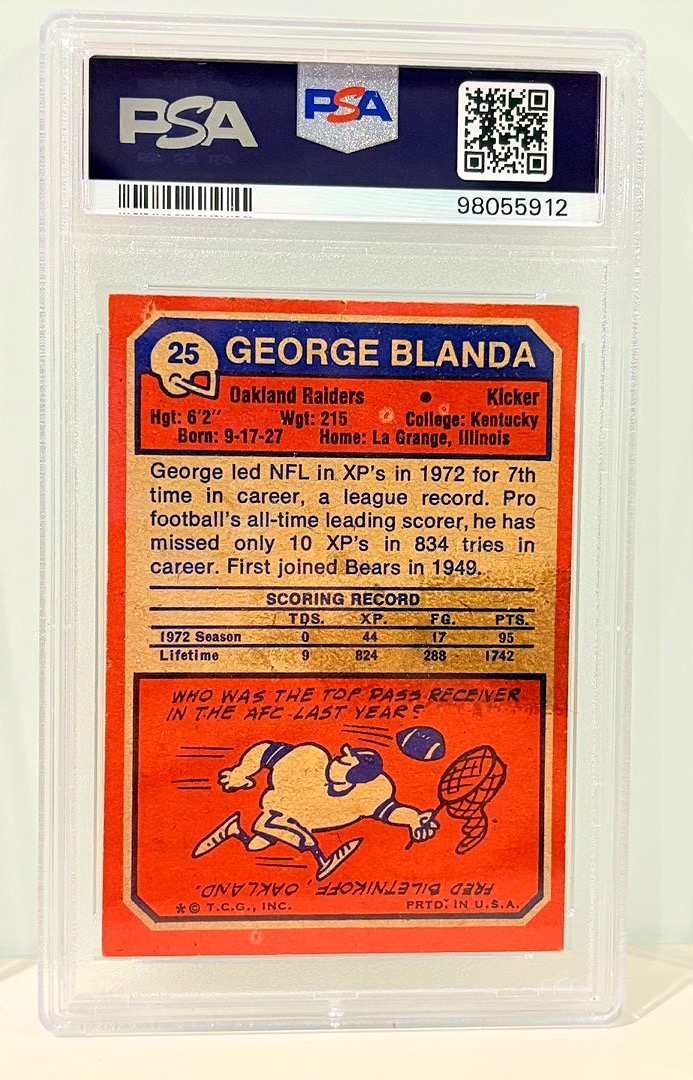 PSA PSA
98055912
25 GEORGE BLANDA
Oakland Raiders • Kicker
Hgt: 6'2" Wgt: 215 College: Kentucky
Born: 9-17-27 Home: La Grange, Illinois
George led NFL in XP's in 1972 for 7th
time in career, a league record. Pro
football's all-time leading scorer, he has
missed only 10 XP's in 834 tries in
career. First joined Bears in 1949.
SCORING RECORD
TDS. XP. FG. PTS.
1972 Season 0 44 17 95
Lifetime 9 824 288 1742
WHO WAS THE TOP PASS RECEIVER
IN THE AFC LAST YEAR?
FRED BILETNIKOFF, OAKLAND.
*© T.C.G., INC. PRTD. IN U.S.A.